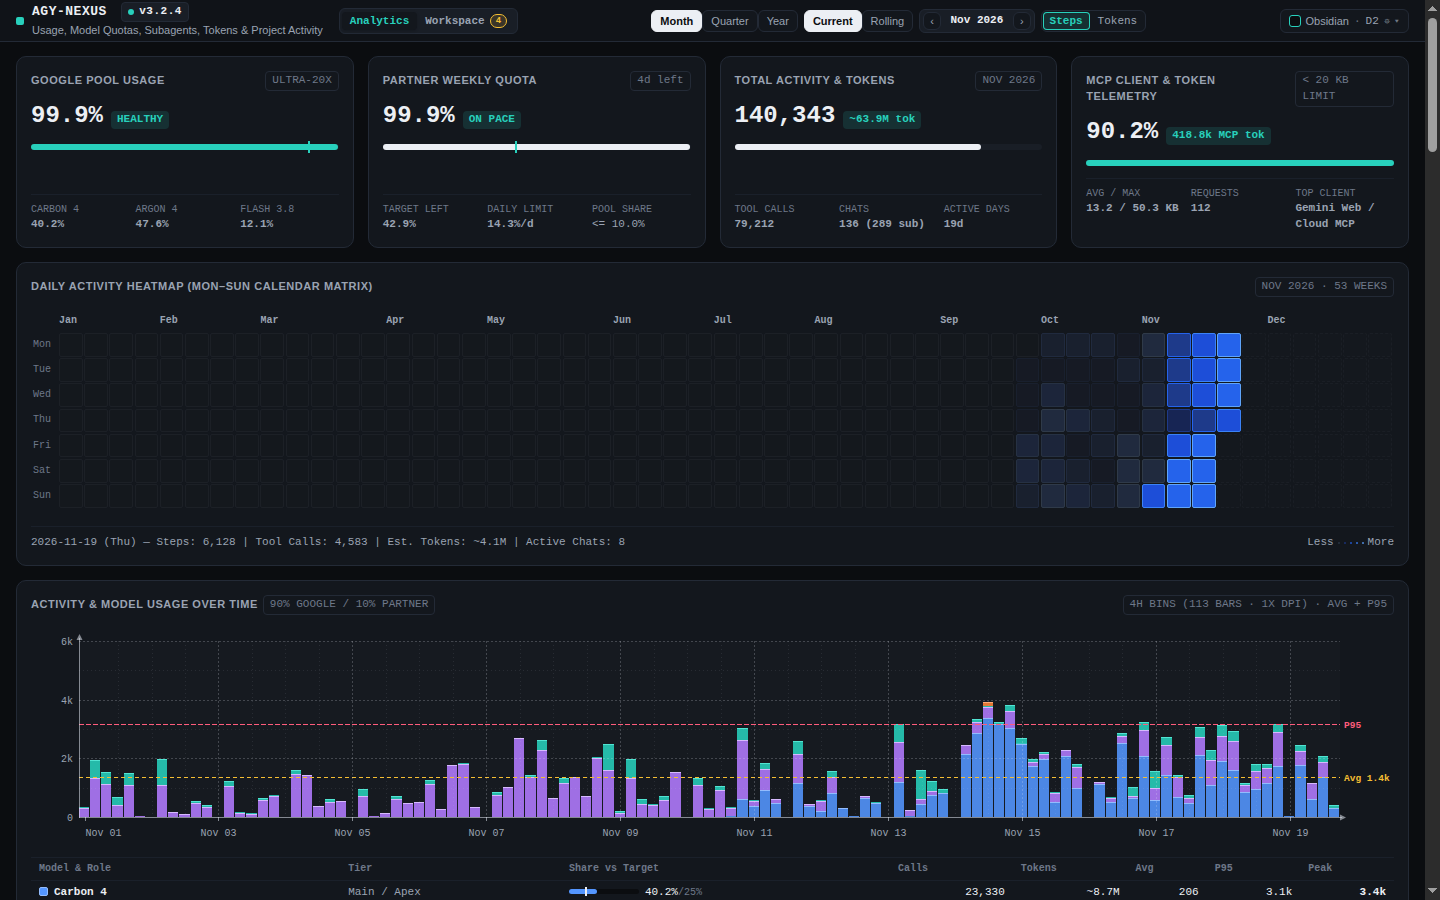 AGY-NEXUS v3.2.4
Usage, Model Quotas, Subagents, Tokens & Project Activity
Analytics Workspace 4
Month Quarter Year Current Rolling ‹ Nov 2026 › Steps Tokens
Obsidian · D2
GOOGLE POOL USAGE ULTRA-20X
99.9% HEALTHY
CARBON 4 ARGON 4 FLASH 3.8
40.2% 47.6% 12.1%
PARTNER WEEKLY QUOTA 4d left
99.9% ON PACE
TARGET LEFT DAILY LIMIT POOL SHARE
42.9% 14.3%/d <= 10.0%
TOTAL ACTIVITY & TOKENS NOV 2026
140,343 ~63.9M tok
TOOL CALLS CHATS ACTIVE DAYS
79,212 136 (289 sub) 19d
MCP CLIENT & TOKEN TELEMETRY < 20 KB LIMIT
90.2% 418.8k MCP tok
AVG / MAX REQUESTS TOP CLIENT
13.2 / 50.3 KB 112 Gemini Web / Cloud MCP
DAILY ACTIVITY HEATMAP (MON–SUN CALENDAR MATRIX) NOV 2026 · 53 WEEKS
Jan Feb Mar Apr May Jun Jul Aug Sep Oct Nov Dec
Mon
Tue
Wed
Thu
Fri
Sat
Sun
2026-11-19 (Thu) — Steps: 6,128 | Tool Calls: 4,583 | Est. Tokens: ~4.1M | Active Chats: 8
Less More
ACTIVITY & MODEL USAGE OVER TIME 90% GOOGLE / 10% PARTNER
4H BINS (113 BARS · 1X DPI) · AVG + P95
6k
4k
P95
2k
Avg 1.4k
0
Nov 01 Nov 03 Nov 05 Nov 07 Nov 09 Nov 11 Nov 13 Nov 15 Nov 17 Nov 19
Model & Role Tier Share vs Target Calls Tokens Avg P95 Peak
Carbon 4 Main / Apex 40.2%/25% 23,330 ~8.7M 206 3.1k 3.4k